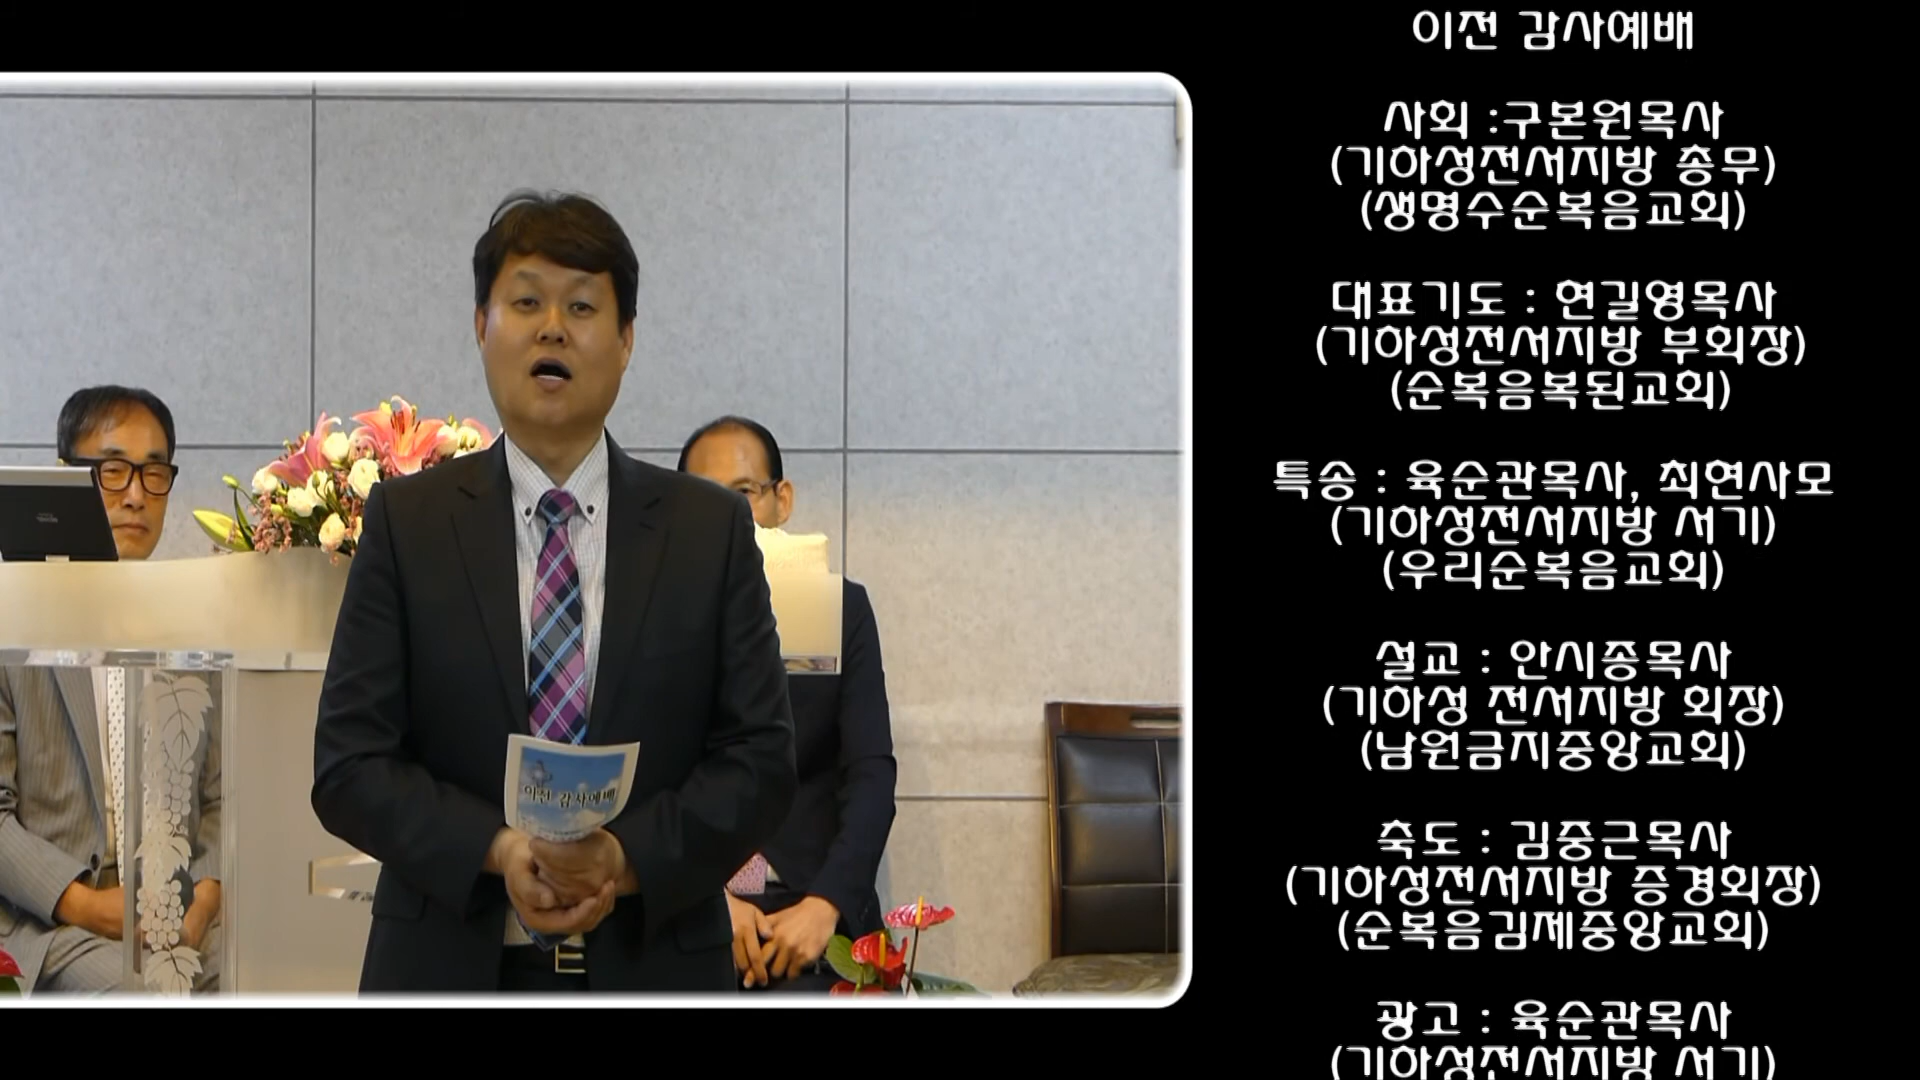 이전 감사예배
사회 :구본원목사
(기하성전서지방 총무)
(생명수순복음교회)
대표기도 : 현길영목사
(기하성전서지방 부회장)
(순복음복된교회)
특송 : 육순관목사, 최현사모
(기하성전서지방 서기)
(우리순복음교회)
설교 : 안시종목사
(기하성 전서지방 회장)
(남원금지중앙교회)
축도 : 김중근목사
(기하성전서지방 증경회장)
(순복음김제중앙교회)
광고 : 육순관목사
(기하성전서지방 서기)
이전 감사예배